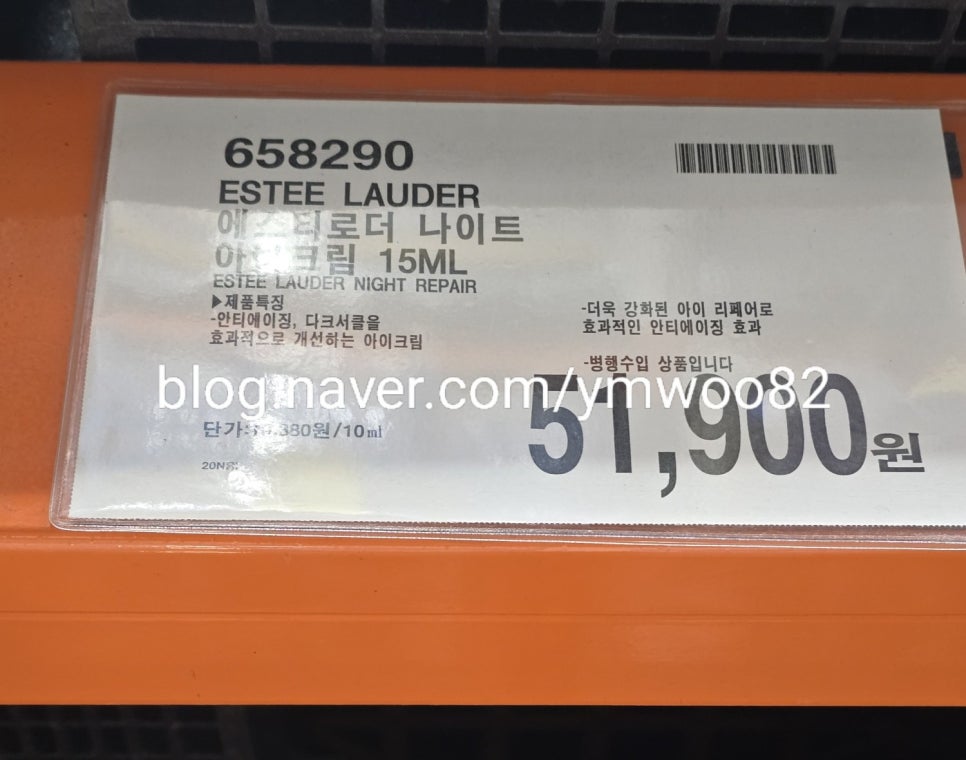 658290
ESTEE LAUDER
에스티로더 나이트
아이크림 15ML
ESTEE LAUDER NIGHT REPAIR
▶제품특징
-안티에이징, 다크서클을
효과적으로 개선하는 아이크림
-더욱 강화된 아이 리페어로
효과적인 안티에이징 효과
-병행수입 상품입니다
blog.naver.com/ymwoo82
51,900원
/10㎖